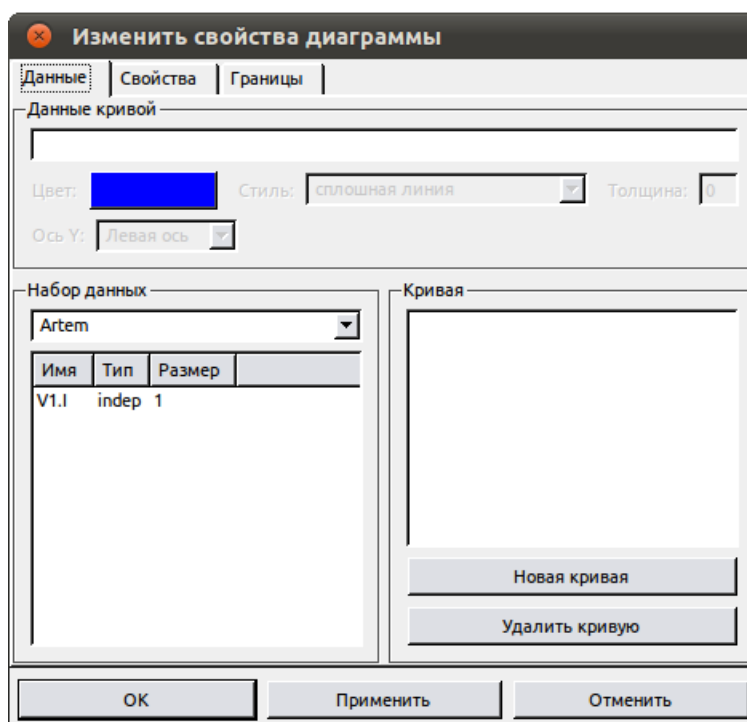 Изменить свойства диаграммы
Данные Свойства Границы
Данные кривой
Цвет: Стиль: сплошная линия Толщина: 0
Ось Y: Левая ось
Набор данных
Artem
Имя Тип Размер
V1.I indep 1
Кривая
Новая кривая
Удалить кривую
ОК Применить Отменить